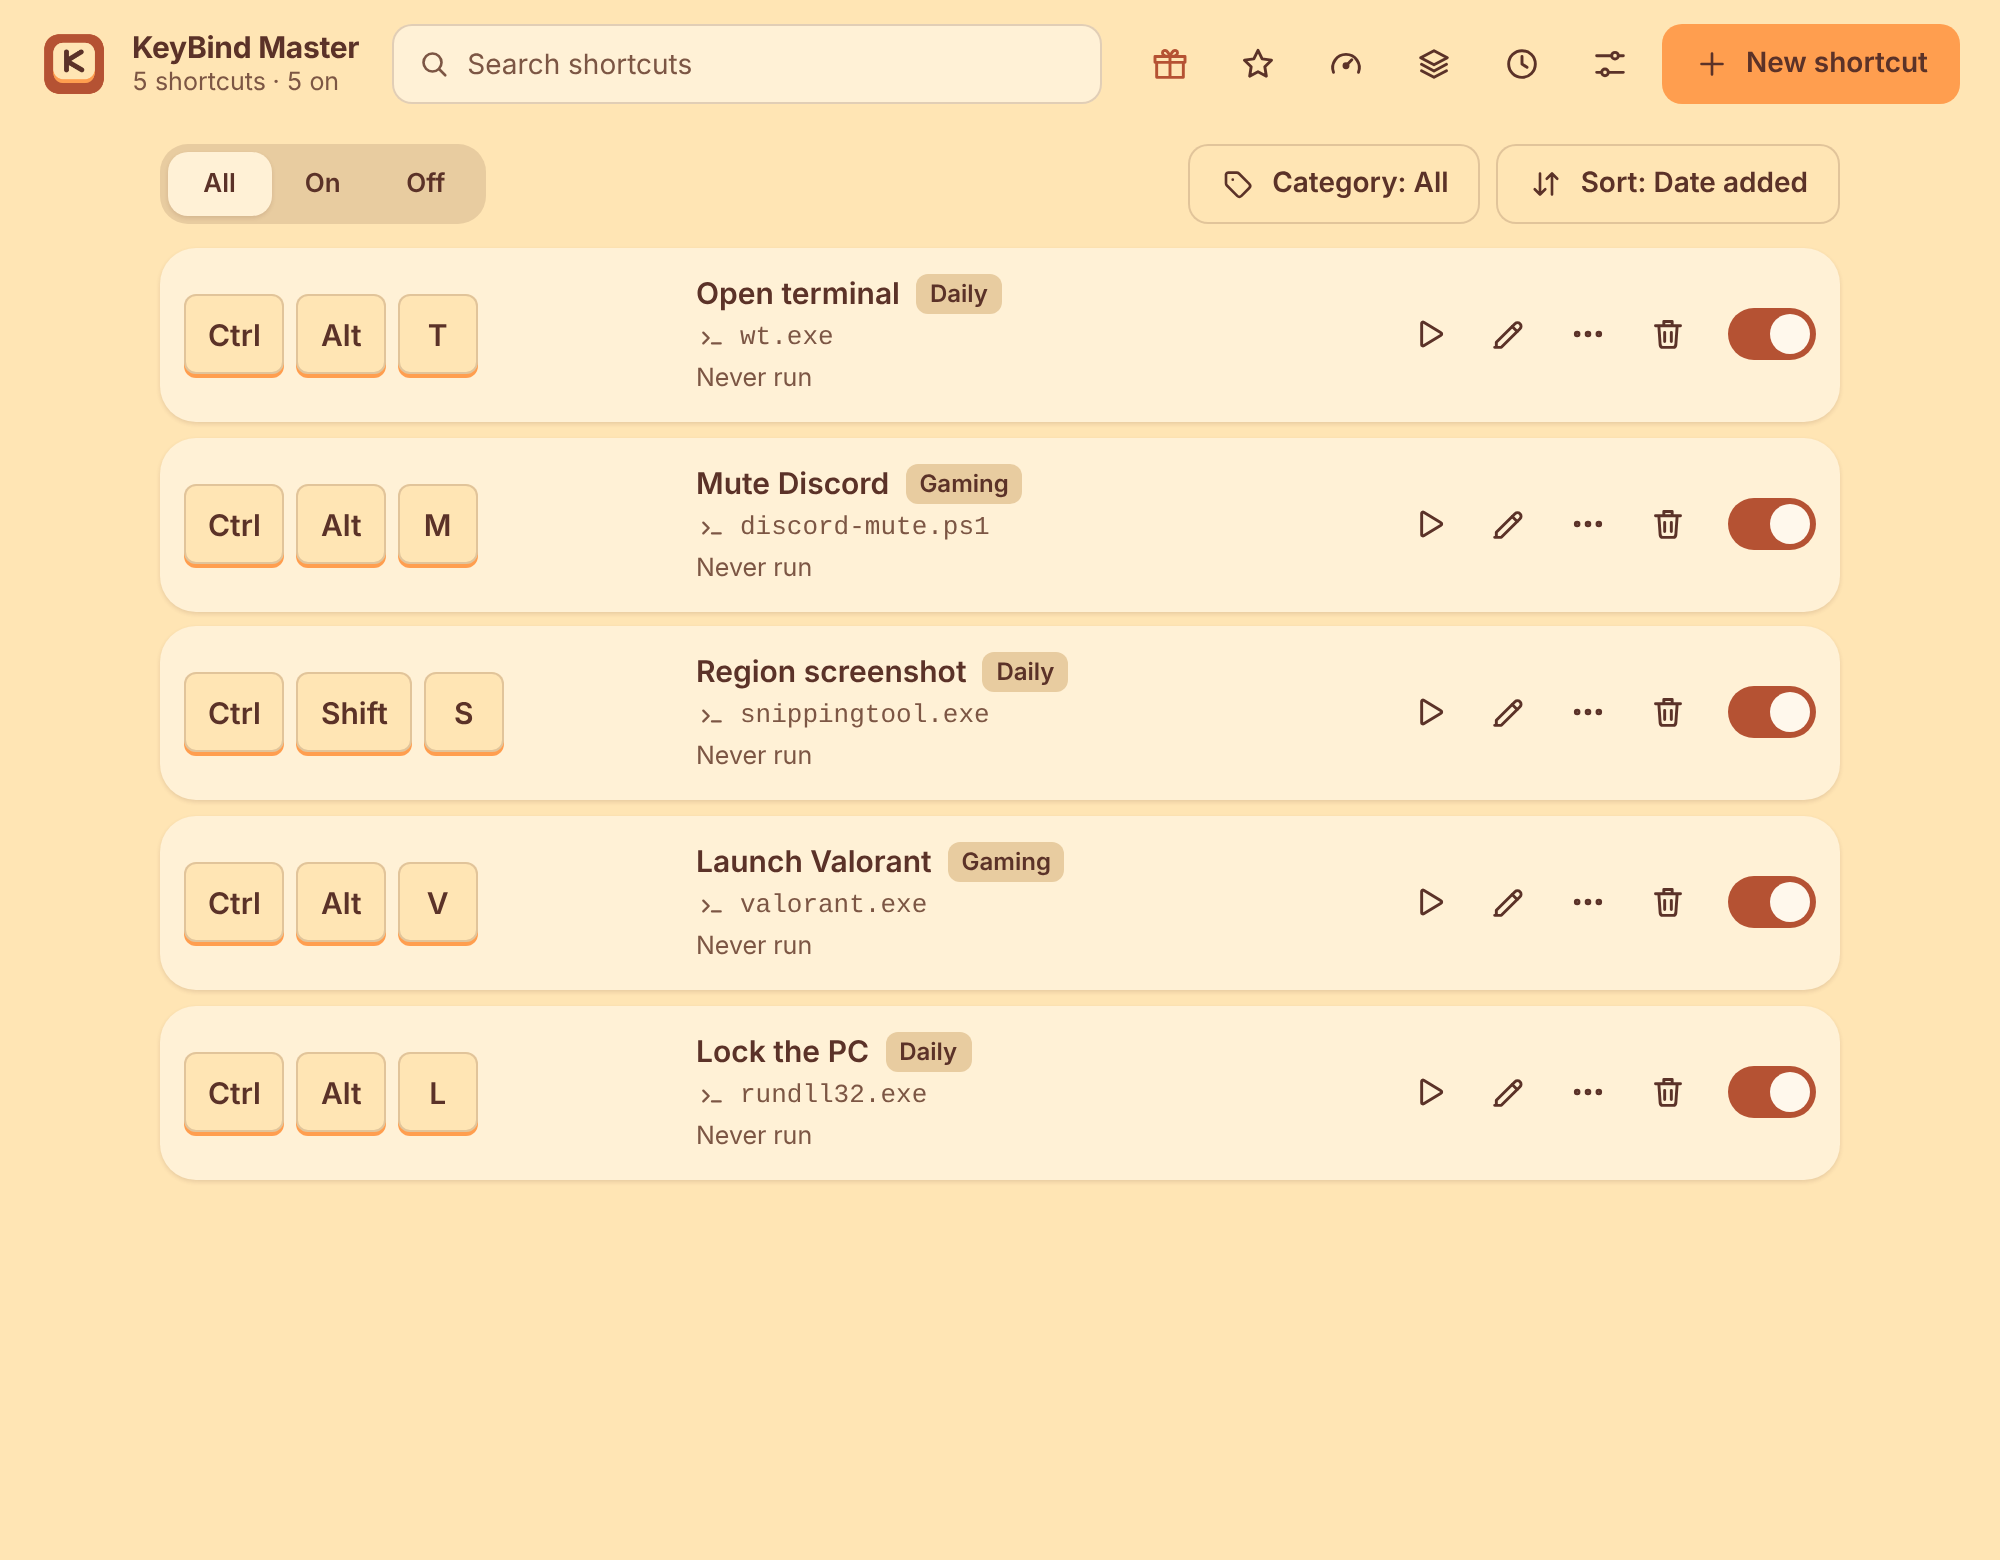 KeyBind Master
5 shortcuts · 5 on
Search shortcuts
New shortcut
All On Off
Category: All
Sort: Date added
Ctrl Alt T
Open terminal Daily
wt.exe
Never run
Ctrl Alt M
Mute Discord Gaming
discord-mute.ps1
Never run
Ctrl Shift S
Region screenshot Daily
snippingtool.exe
Never run
Ctrl Alt V
Launch Valorant Gaming
valorant.exe
Never run
Ctrl Alt L
Lock the PC Daily
rundll32.exe
Never run